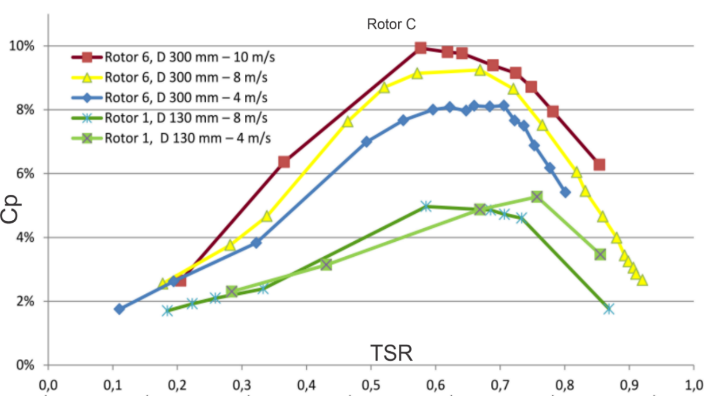 Rotor C
10%
8%
6%
4%
2%
0%
Cp
Rotor 6, D 300 mm – 10 m/s
Rotor 6, D 300 mm – 8 m/s
Rotor 6, D 300 mm – 4 m/s
Rotor 1, D 130 mm – 8 m/s
Rotor 1, D 130 mm – 4 m/s
TSR
0,0 0,1 0,2 0,3 0,4 0,5 0,6 0,7 0,8 0,9 1,0